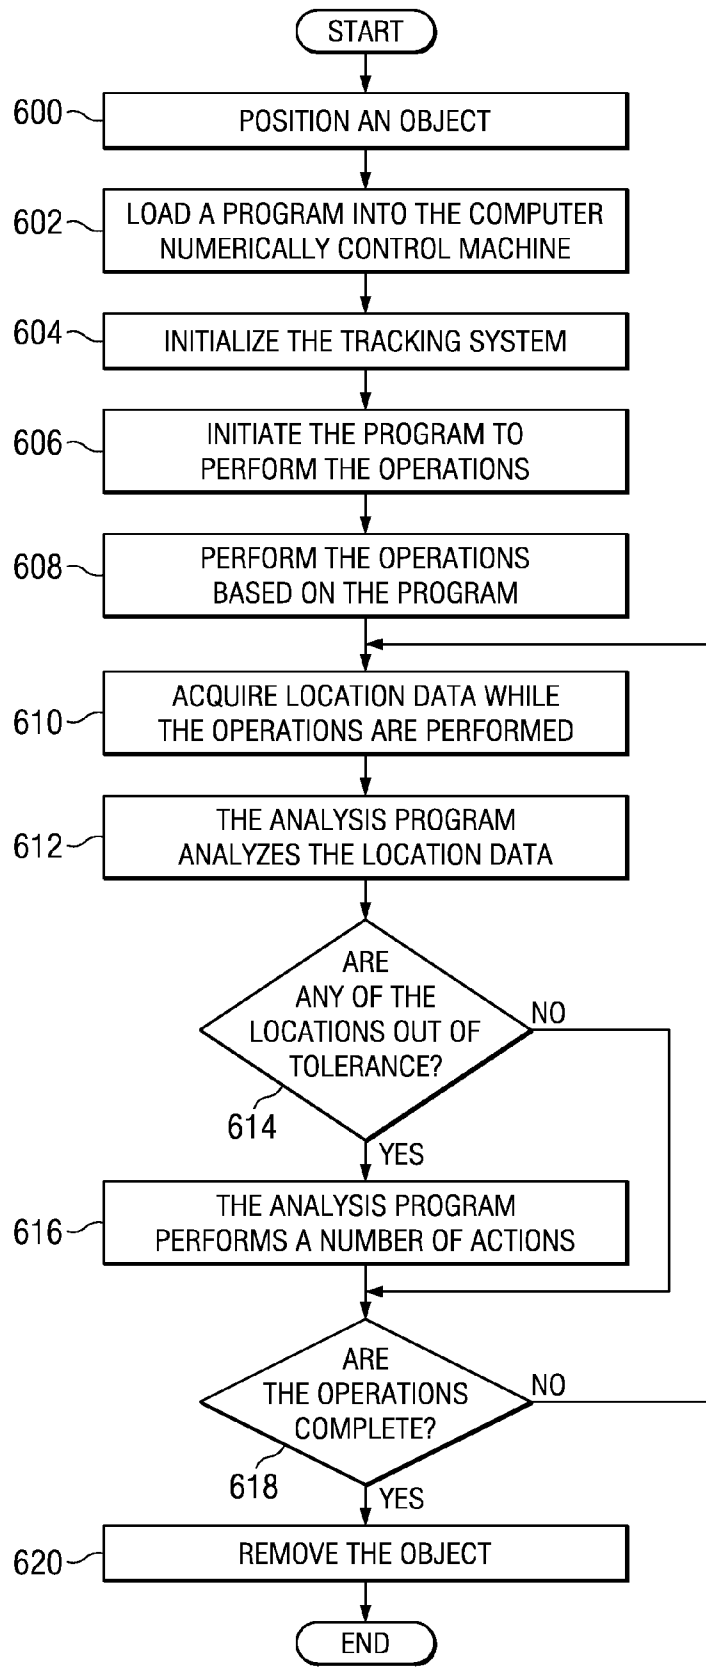 START
600
POSITION AN OBJECT
602
LOAD A PROGRAM INTO THE COMPUTER
NUMERICALLY CONTROL MACHINE
604
INITIALIZE THE TRACKING SYSTEM
606
INITIATE THE PROGRAM TO
PERFORM THE OPERATIONS
608
PERFORM THE OPERATIONS
BASED ON THE PROGRAM
610
ACQUIRE LOCATION DATA WHILE
THE OPERATIONS ARE PERFORMED
612
THE ANALYSIS PROGRAM
ANALYZES THE LOCATION DATA
ARE
ANY OF THE
LOCATIONS OUT OF
TOLERANCE?
NO
614
YES
616
THE ANALYSIS PROGRAM
PERFORMS A NUMBER OF ACTIONS
ARE
THE OPERATIONS
COMPLETE?
NO
618
YES
620
REMOVE THE OBJECT
END